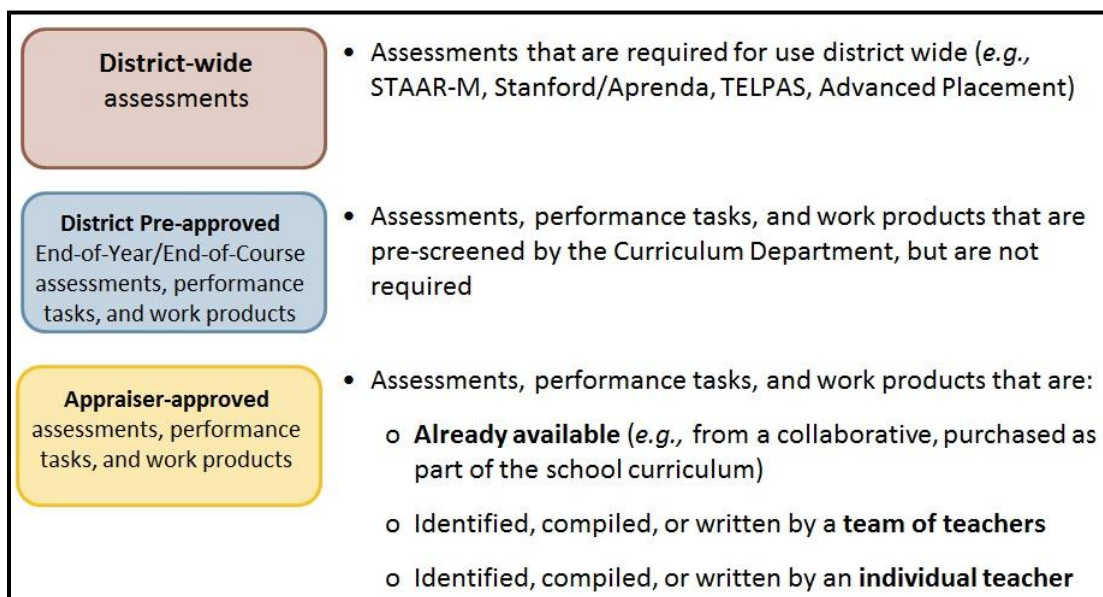 District-wide
assessments
• Assessments that are required for use district wide (e.g.,
STAAR-M, Stanford/Aprenda, TELPAS, Advanced Placement)
District Pre-approved
End-of-Year/End-of-Course
assessments, performance
tasks, and work products
• Assessments, performance tasks, and work products that are
pre-screened by the Curriculum Department, but are not
required
Appraiser-approved
assessments, performance
tasks, and work products
• Assessments, performance tasks, and work products that are:
o Already available (e.g., from a collaborative, purchased as
part of the school curriculum)
o Identified, compiled, or written by a team of teachers
o Identified, compiled, or written by an individual teacher